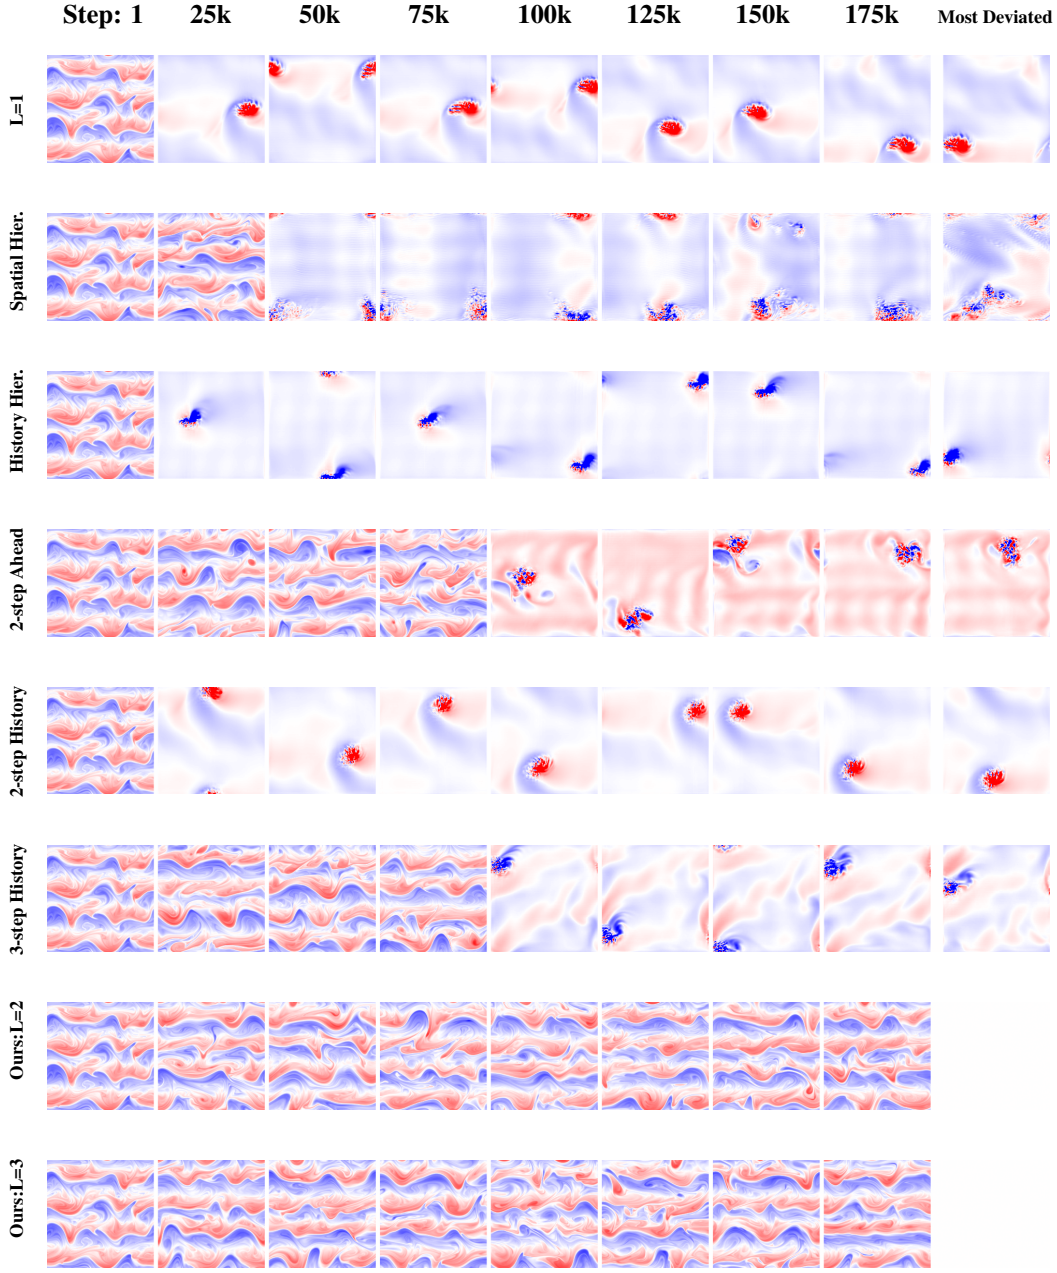 Step: 1 25k 50k 75k 100k 125k 150k 175k Most Deviated
L=1
Spatial Hier.
History Hier.
2-step Ahead
2-step History
3-step History
Ours:L=2
Ours:L=3